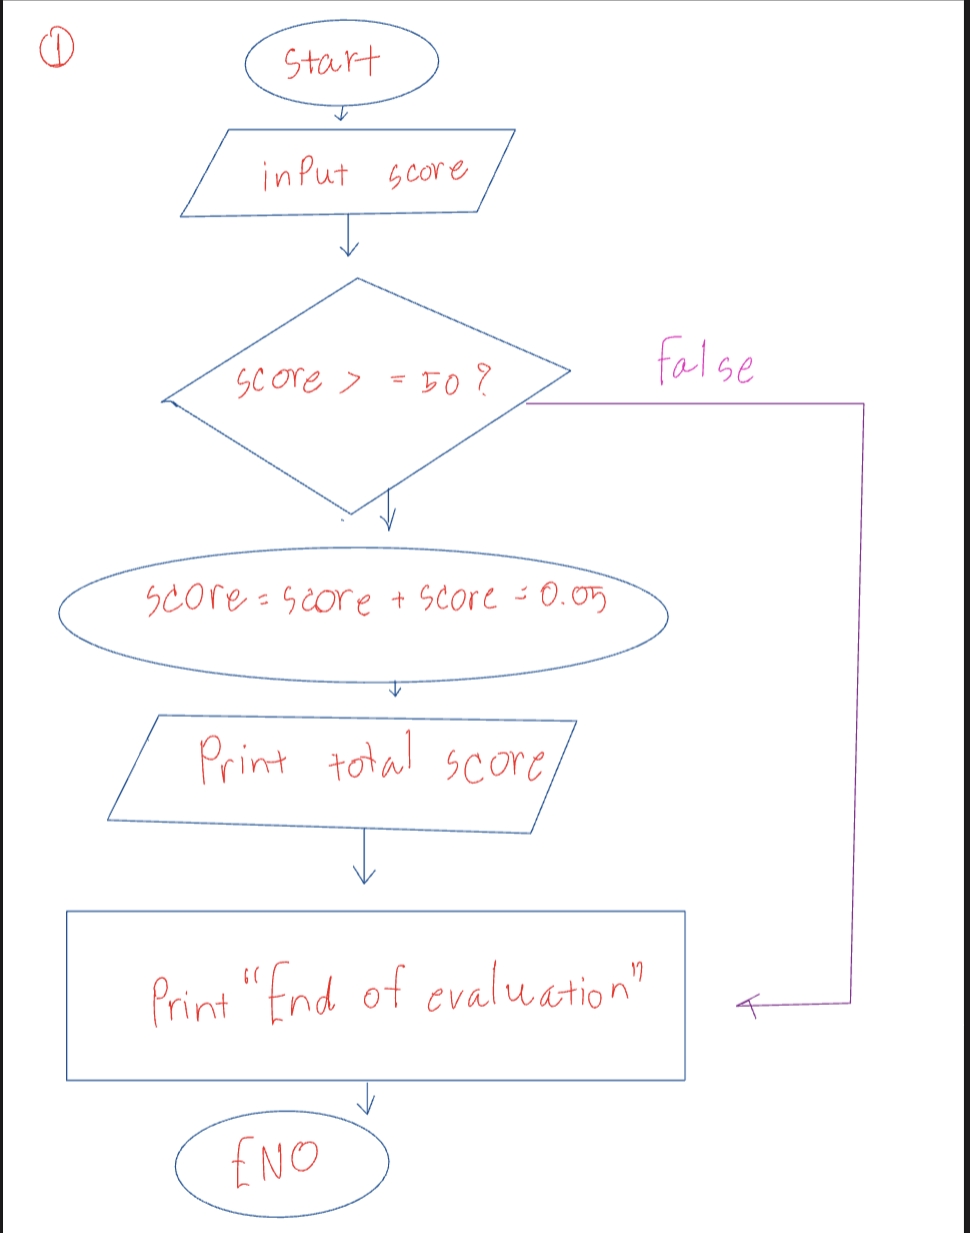 ①
Start
input score
score > = 50 ?
False
score = score + score = 0.05
Print total score
Print "End of evaluation"
END